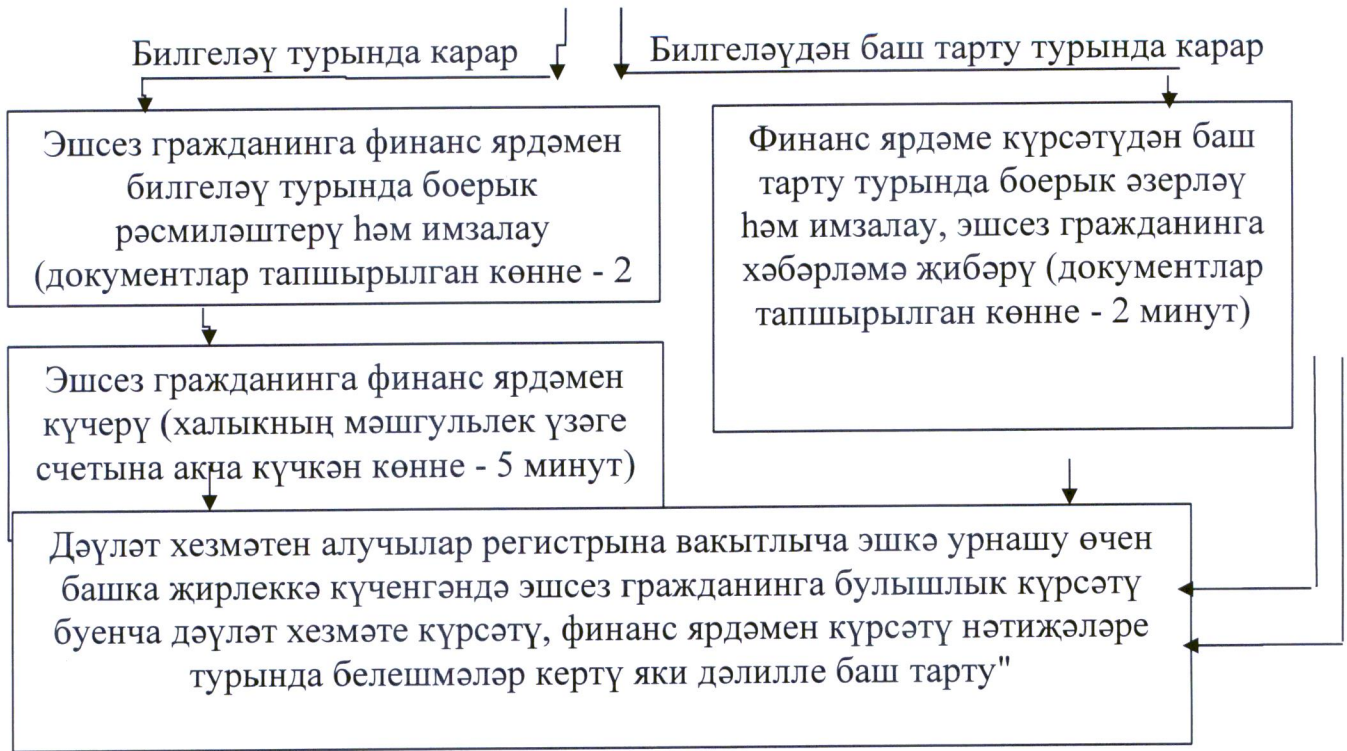 Билгеләү турында карар
Билгеләүдән баш тарту турында карар
Эшсез гражданинга финанс ярдәмен
билгеләү турында боерык
рәсмиләштерү һәм имзалау
(документлар тапшырылган көнне - 2
Финанс ярдәме күрсәтүдән баш
тарту турында боерык әзерләү
һәм имзалау, эшсез гражданинга
хәбәрләмә җибәрү (документлар
тапшырылган көнне - 2 минут)
Эшсез гражданинга финанс ярдәмен
күчерү (халыкның мәшгульлек үзәге
счетына акча күчкән көнне - 5 минут)
Дәүләт хезмәтен алучылар регистрына вакытлыча эшкә урнашу өчен
башка җирлеккә күченгәндә эшсез гражданинга булышлык күрсәтү
буенча дәүләт хезмәте күрсәтү, финанс ярдәмен күрсәтү нәтиҗәләре
турында белешмәләр кертү яки дәлилле баш тарту"